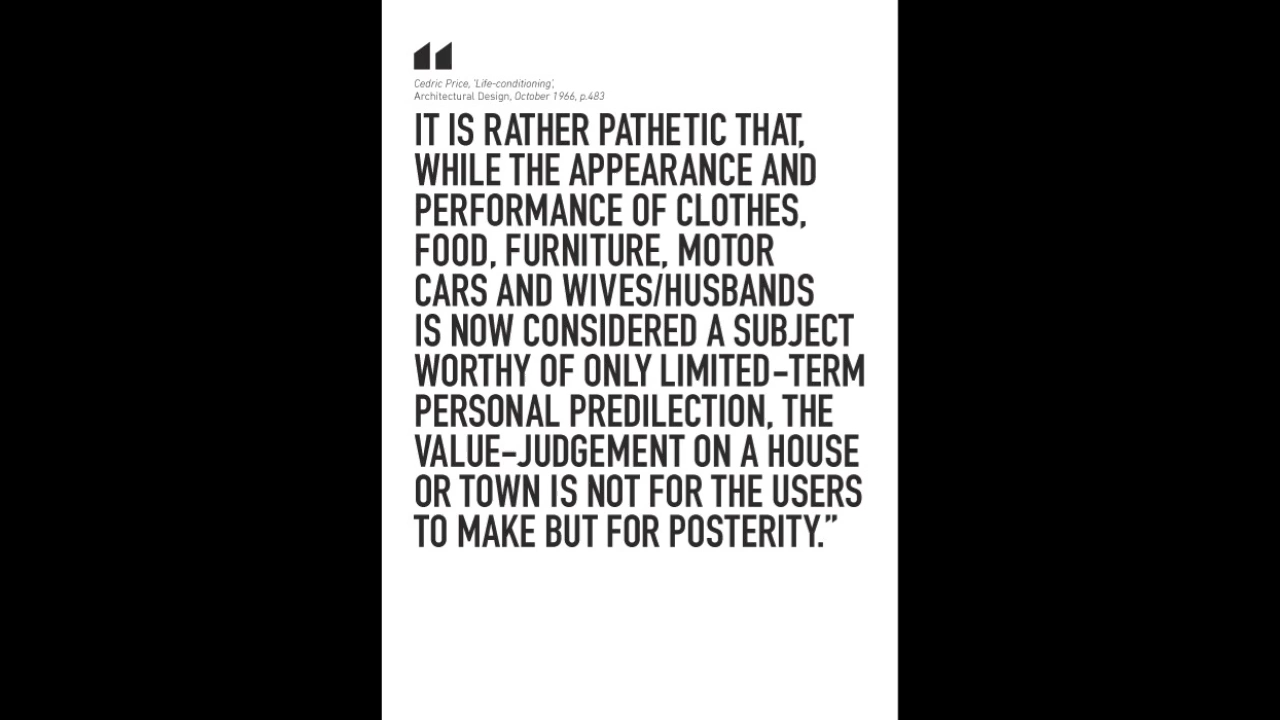 Cedric Price, 'Life-conditioning',
Architectural Design, October 1966, p.483
IT IS RATHER PATHETIC THAT,
WHILE THE APPEARANCE AND
PERFORMANCE OF CLOTHES,
FOOD, FURNITURE, MOTOR
CARS AND WIVES/HUSBANDS
IS NOW CONSIDERED A SUBJECT
WORTHY OF ONLY LIMITED-TERM
PERSONAL PREDILECTION, THE
VALUE-JUDGEMENT ON A HOUSE
OR TOWN IS NOT FOR THE USERS
TO MAKE BUT FOR POSTERITY.”